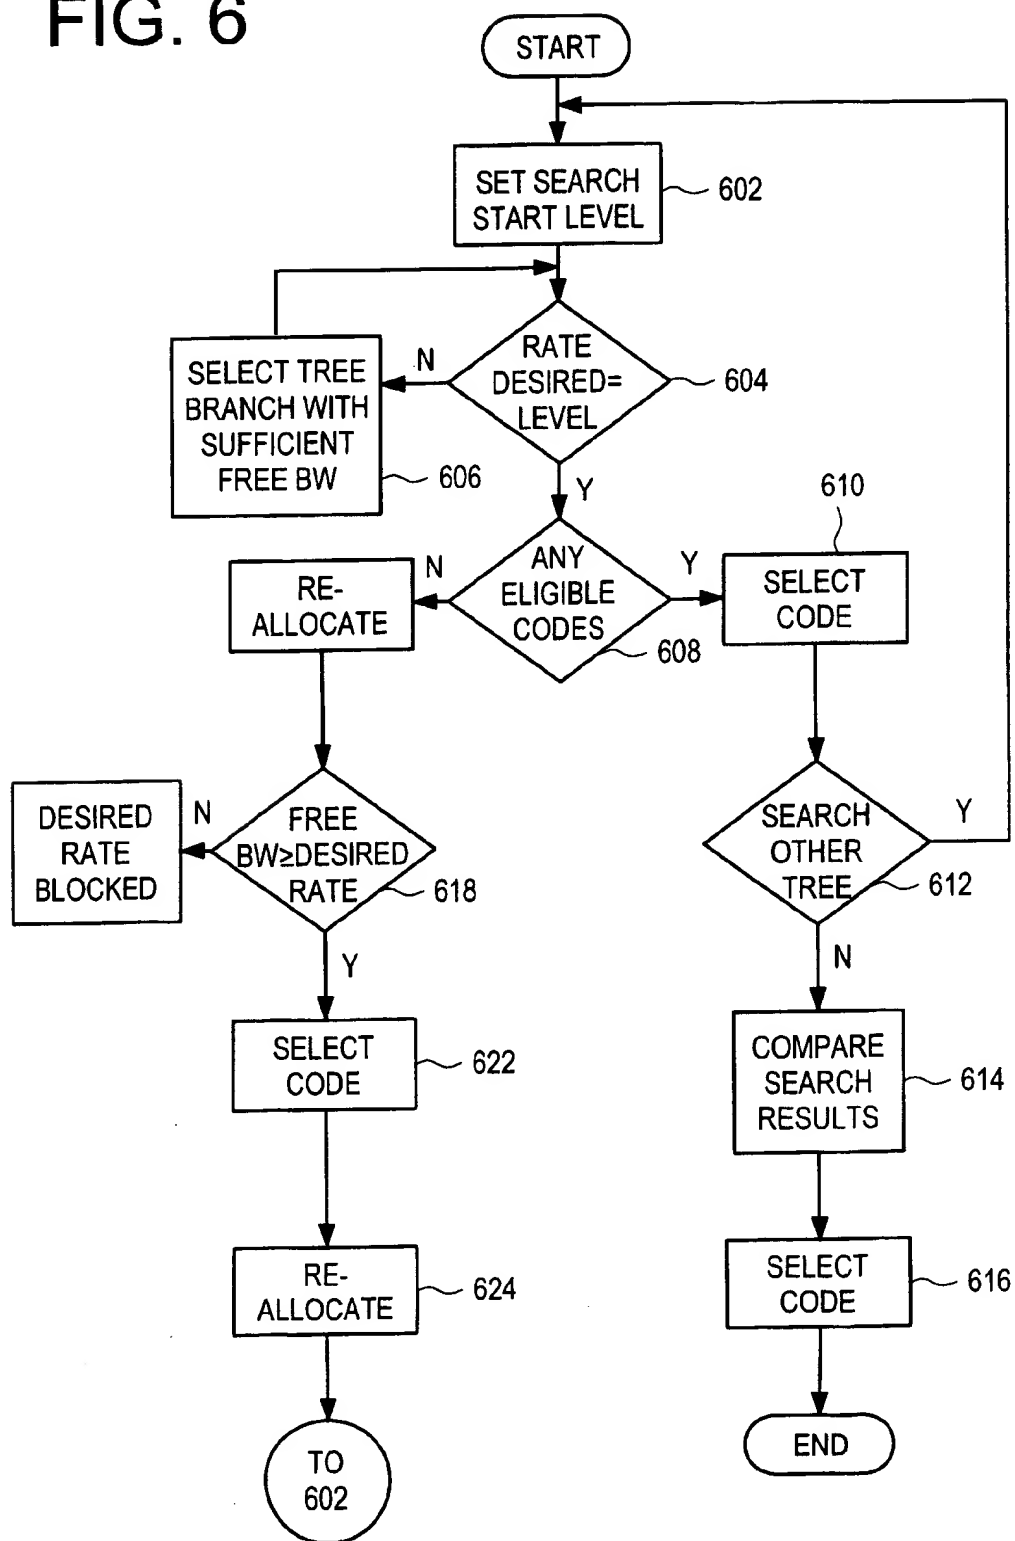 FIG. 6
START
SET SEARCH
START LEVEL
602
RATE
DESIRED=
LEVEL
604
N
SELECT TREE
BRANCH WITH
SUFFICIENT
FREE BW
606
Y
ANY
ELIGIBLE
CODES
608
N
RE-
ALLOCATE
Y
610
SELECT
CODE
FREE
BW≥DESIRED
RATE
618
N
DESIRED
RATE
BLOCKED
SEARCH
OTHER
TREE
612
Y
Y
N
SELECT
CODE
622
COMPARE
SEARCH
RESULTS
614
RE-
ALLOCATE
624
SELECT
CODE
616
TO
602
END